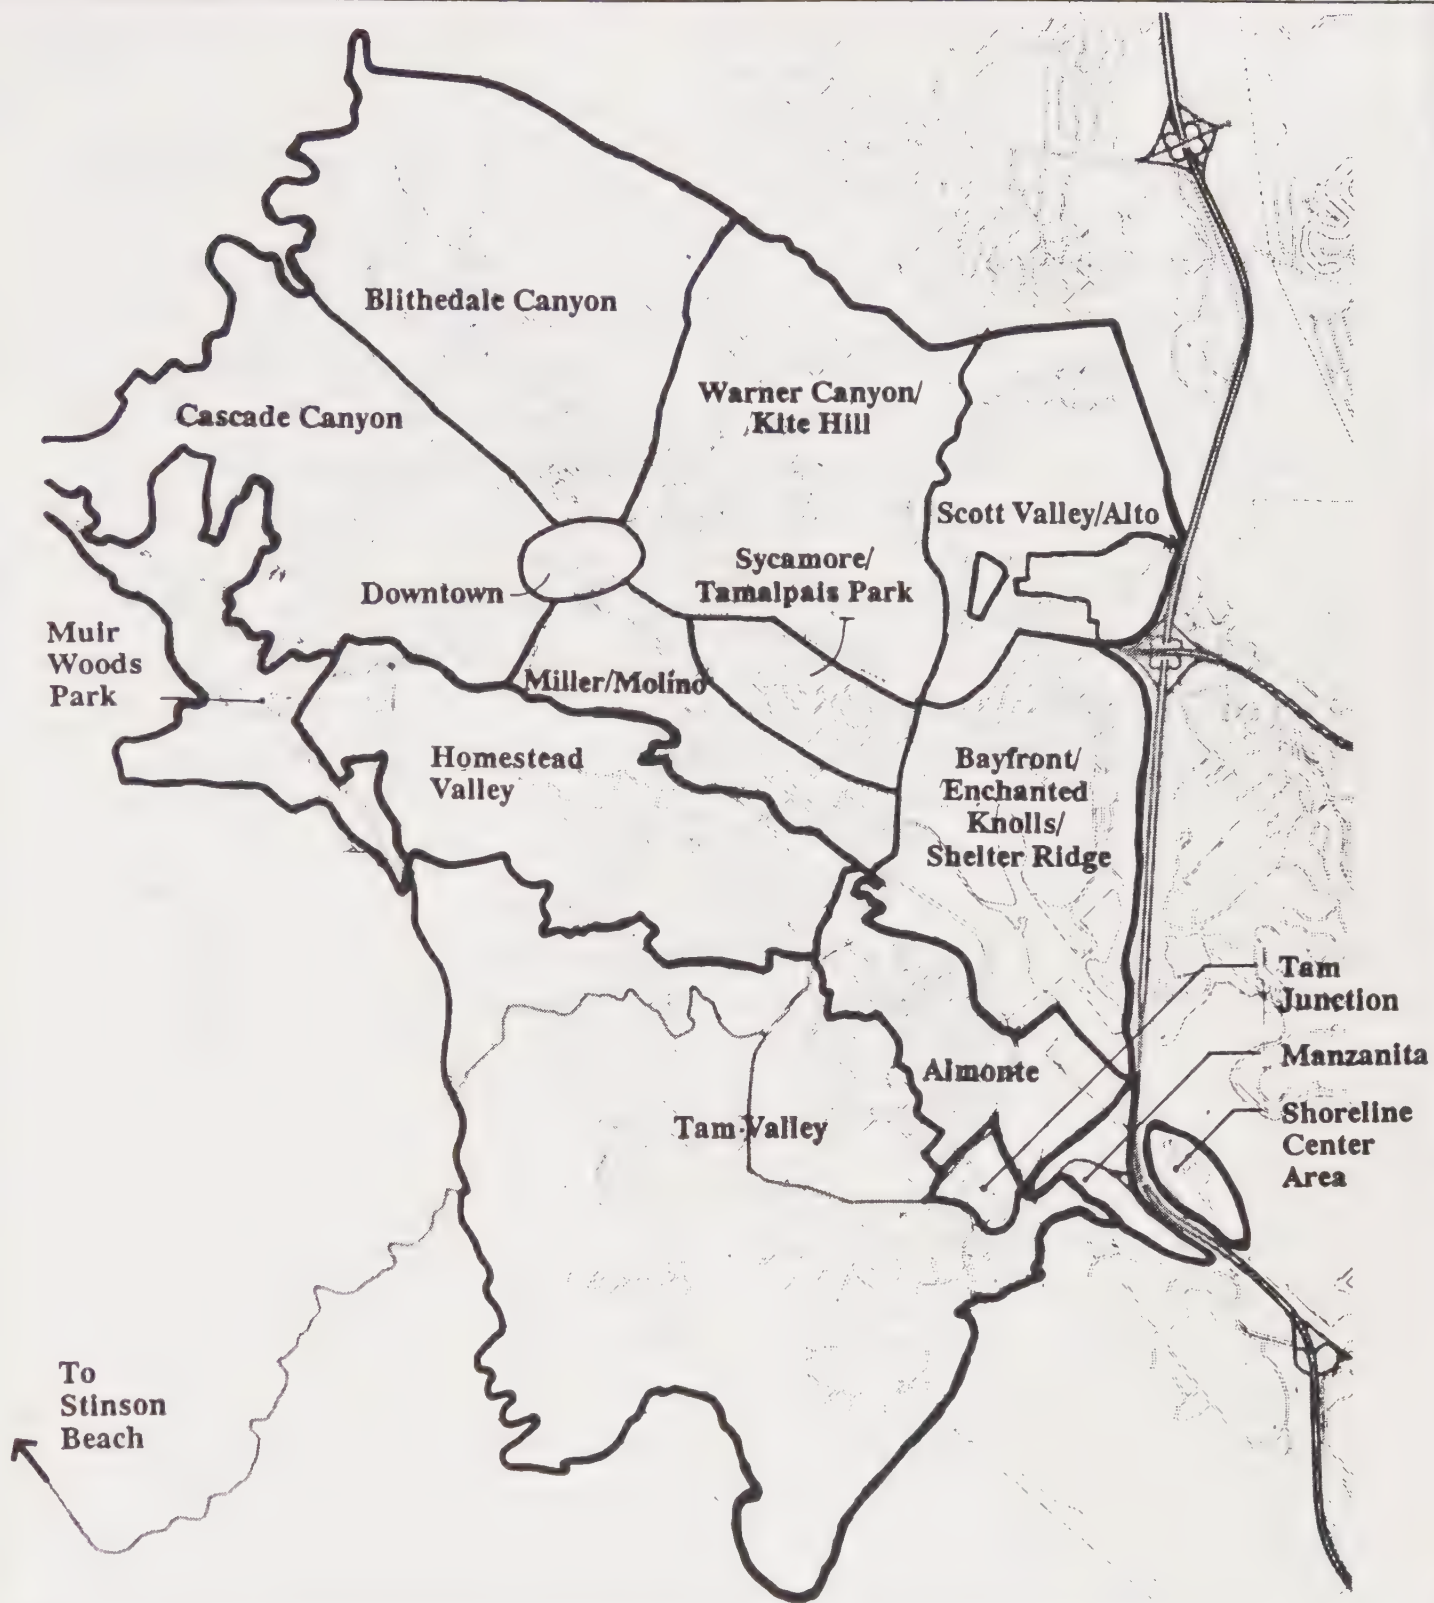 Blithedale Canyon
Warner Canyon/
Kite Hill
Cascade Canyon
Scott Valley/Alto
Sycamore/
Tamalpais Park
Downtown
Muir
Woods
Park
Miller/Molino
Homestead
Valley
Bayfront/
Enchanted
Knolls/
Shelter Ridge
Tam
Junction
Manzanita
Almonte
Shoreline
Center
Area
Tam Valley
To
Stinson
Beach